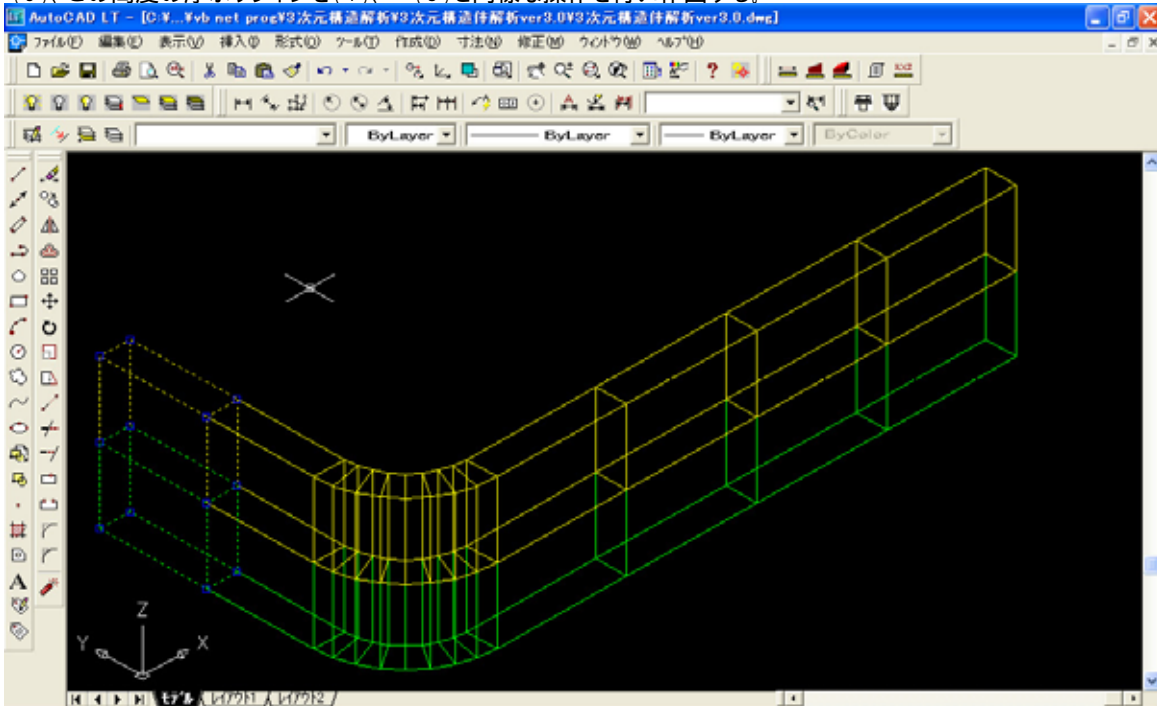 AutoCAD LT - [C:¥...¥vb net prog¥3次元構造解析¥3次元構造件解析ver3.0¥3次元構造件解析ver3.0.dwg]
ファイル(F) 編集(E) 表示(V) 挿入(I) 形式(O) ツール(T) 作成(D) 寸法(N) 修正(M) ウィンドウ(W) ヘルプ(H)
ByLayer ByLayer ByLayer ByColor
A
Z
Y X
モデル レイアウト1 レイアウト2